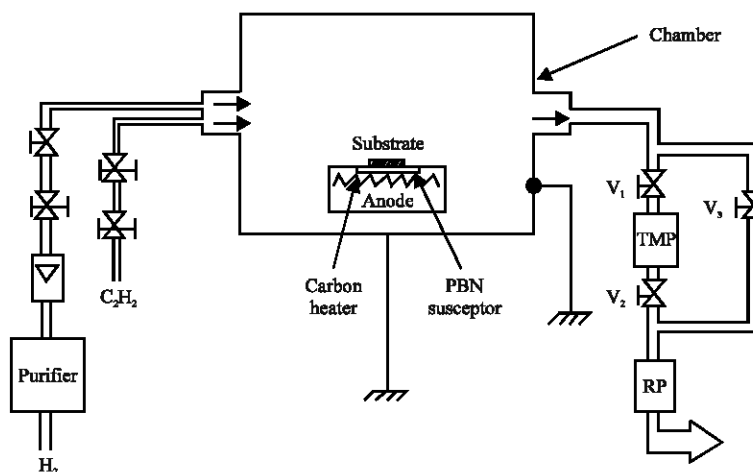 Chamber
Substrate
Anode
Carbon
heater
PBN
susceptor
C₂H₂
Purifier
H₂
V₁
TMP
V₂
V₃
RP